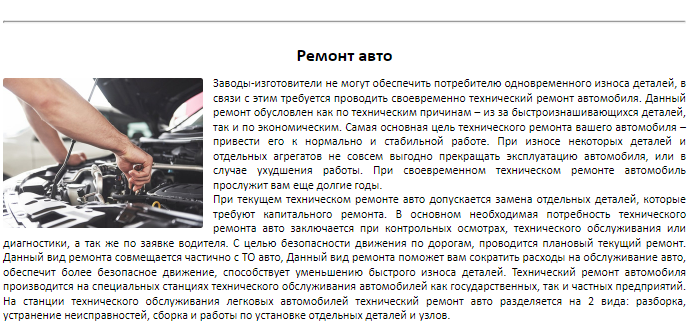 Ремонт авто
Заводы-изготовители не могут обеспечить потребителю одновременного износа деталей, в
связи с этим требуется проводить своевременно технический ремонт автомобиля. Данный
ремонт обусловлен как по техническим причинам – из за быстроизнашивающихся деталей,
так и по экономическим. Самая основная цель технического ремонта вашего автомобиля –
привести его к нормально и стабильной работе. При износе некоторых деталей и
отдельных агрегатов не совсем выгодно прекращать эксплуатацию автомобиля, или в
случае ухудшения работы. При своевременном техническом ремонте автомобиль
прослужит вам еще долгие годы.
При текущем техническом ремонте авто допускается замена отдельных деталей, которые
требуют капитального ремонта. В основном необходимая потребность технического
ремонта авто заключается при контрольных осмотрах, технического обслуживания или
диагностики, а так же по заявке водителя. С целью безопасности движения по дорогам, проводится плановый текущий ремонт.
Данный вид ремонта совмещается частично с ТО авто, Данный вид ремонта поможет вам сократить расходы на обслуживание авто,
обеспечит более безопасное движение, способствует уменьшению быстрого износа деталей. Технический ремонт автомобиля
производится на специальных станциях технического обслуживания автомобилей как государственных, так и частных предприятий.
На станции технического обслуживания легковых автомобилей технический ремонт авто разделяется на 2 вида: разборка,
устранение неисправностей, сборка и работы по установке отдельных деталей и узлов.